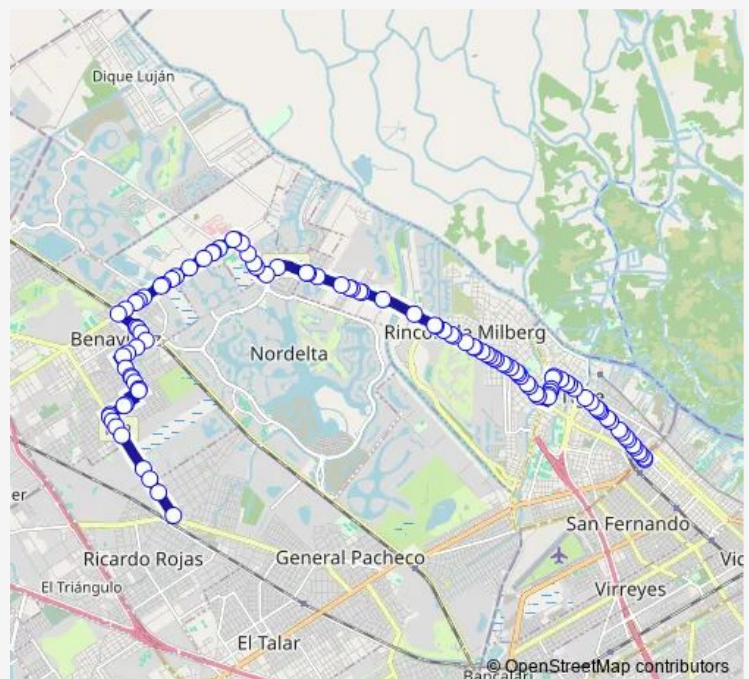 Dique Luján
Rincón de Milberg
Nordelta
San Fernando
Ricardo Rojas
General Pacheco
El Triángulo
Virreyes
El Talar
© OpenStreetMap contributors